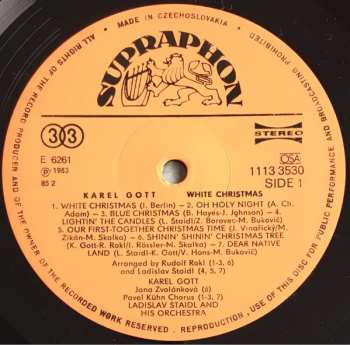 ALL RIGHTS OF THE RECORD PRODUCER AND OF THE OWNER OF THE RECORDED WORK RESERVED . REPRODUCTION, USE OF THIS DISC FOR PUBLIC PERFORMANCE AND BROADCASTING PROHIBITED
MADE IN CZECHOSLOVAKIA
SUPRAPHON
33
STEREO
E 6261
Ⓟ 1983
85 2
OSA
1113 3530
SIDE 1
KAREL GOTT WHITE CHRISTMAS
1. WHITE CHRISTMAS (I. Berlin) - 2. OH HOLY NIGHT (A. Ch.
Adam) - 3. BLUE CHRISTMAS (B. Hayes-J. Johnson) - 4.
LIGHTIN' THE CANDLES (L. Štaidl/Z. Borovec-M. Buković)
5. OUR FIRST-TOGETHER CHRISTMAS TIME (J. Vinařický/M.
Zikán-M. Skalka) - 6. SHININ' SHININ' CHRISTMAS TREE
(K. Gott-R. Rokl/I. Rössler-M. Skalka) - 7. DEAR NATIVE
LAND (L. Štaidl-K. Gott/V. Hons-M. Buković)
Arranged by Rudolf Rokl (1-3, 7)
and Ladislav Štaidl (4, 5, 7)
KAREL GOTT
Jana Zvolánková (6)
Pavel Kühn Chorus (1-3, 7)
LADISLAV ŠTAIDL AND
HIS ORCHESTRA